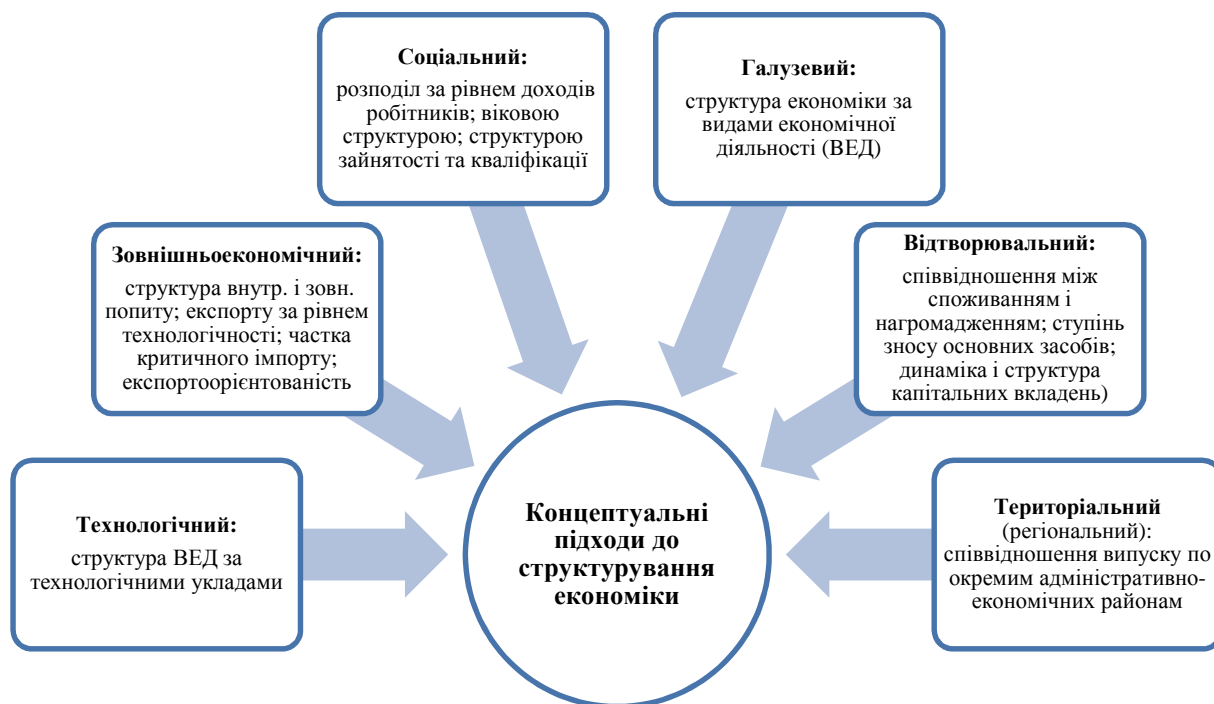 Соціальний:
розподіл за рівнем доходів
робітників; віковою
структурою; структурою
зайнятості та кваліфікації
Галузевий:
структура економіки за
видами економічної
діяльності (ВЕД)
Зовнішньоекономічний:
структура внутр. і зовн.
попиту; експорту за рівнем
технологічності; частка
критичного імпорту;
експортоорієнтованість
Відтворювальний:
співвідношення між
споживанням і
нагромадженням; ступінь
зносу основних засобів;
динаміка і структура
капітальних вкладень)
Технологічний:
структура ВЕД за
технологічними укладами
Концептуальні
підходи до
структурування
економіки
Територіальний
(регіональний):
співвідношення випуску по
окремим адміністративно-
економічних районам